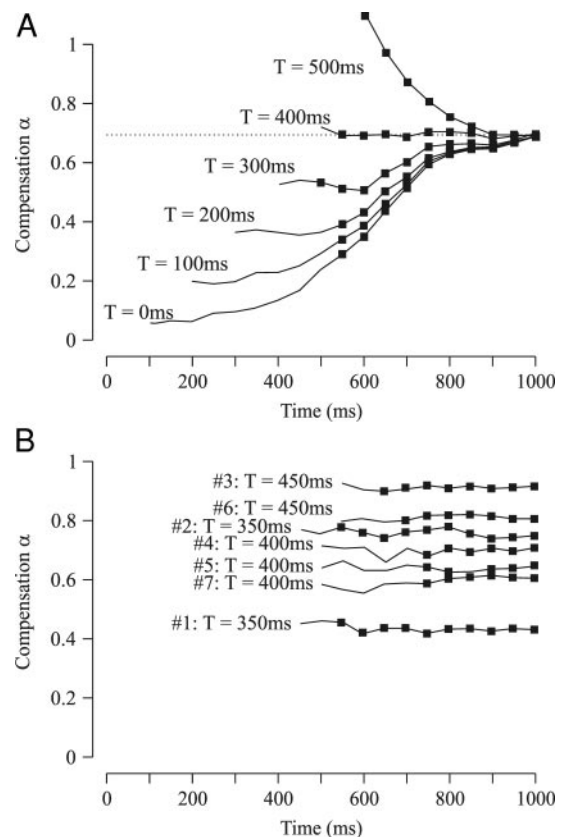 A
1
T = 500ms
0.8
T = 400ms
0.6
T = 300ms
0.4
T = 200ms
T = 100ms
0.2
T = 0ms
0
Compensation α
0 200 400 600 800 1000
Time (ms)
B
1
#3: T = 450ms
0.8
#6: T = 450ms
#2: T = 350ms
#4: T = 400ms
0.6
#5: T = 400ms
#7: T = 400ms
0.4
#1: T = 350ms
0.2
0
Compensation α
0 200 400 600 800 1000
Time (ms)